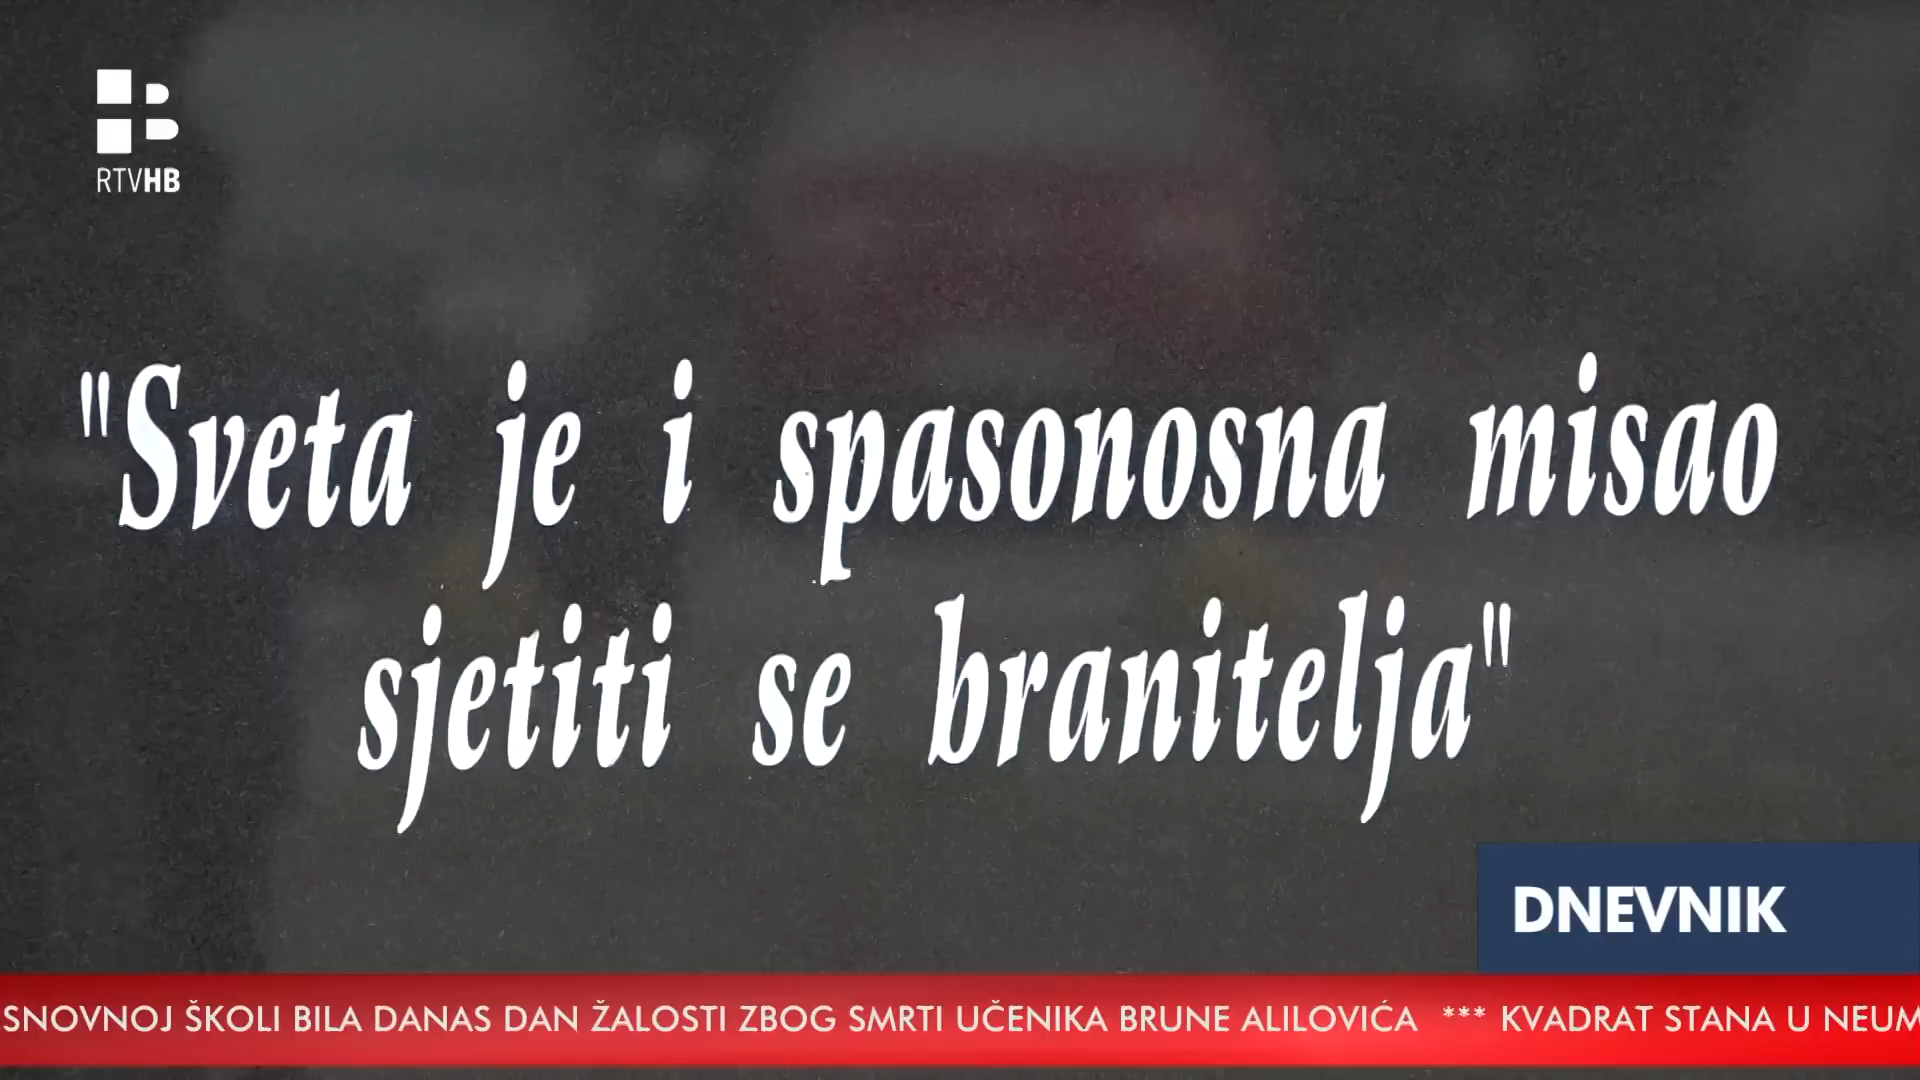 RTVHB
"Sveta je i spasonosna misao
sjetiti se branitelja"
DNEVNIK
SNOVNOJ ŠKOLI BILA DANAS DAN ŽALOSTI ZBOG SMRTI UČENIKA BRUNE ALILOVIĆA *** KVADRAT STANA U NEUM